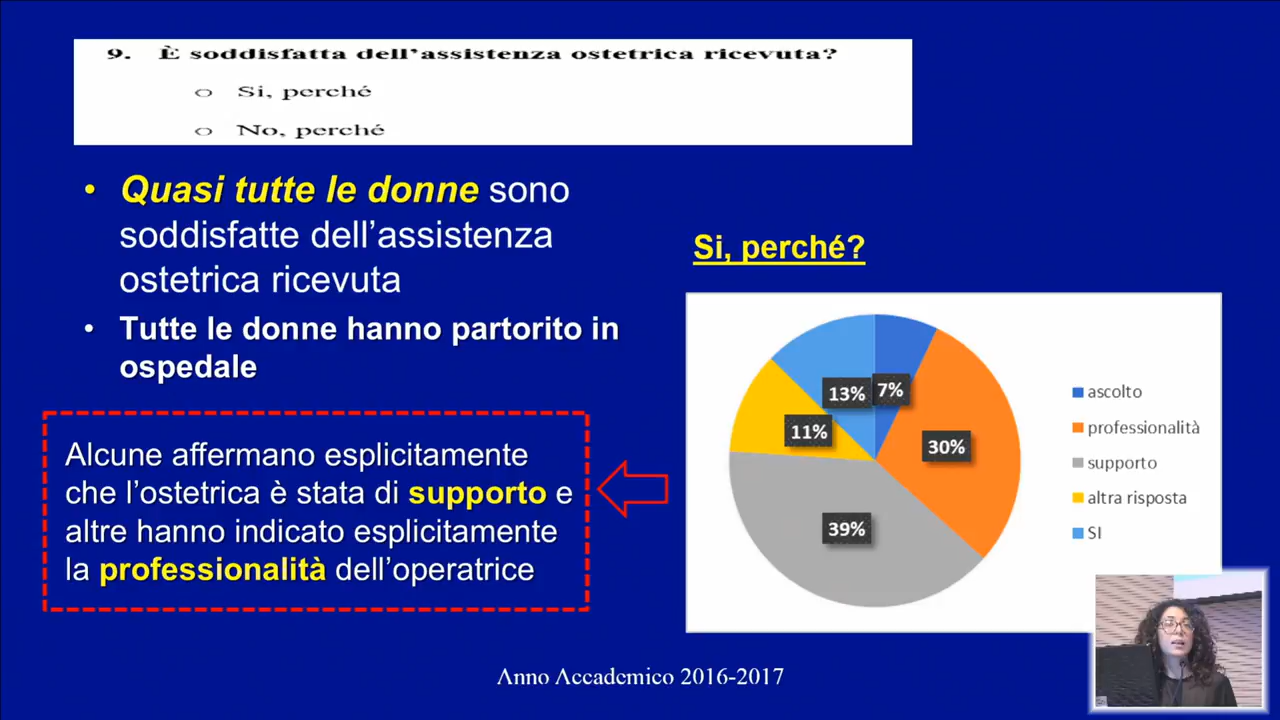 9. È soddisfatta dell'assistenza ostetrica ricevuta?
o Si, perché
o No, perché
• Quasi tutte le donne sono
soddisfatte dell'assistenza
ostetrica ricevuta
• Tutte le donne hanno partorito in
ospedale
Alcune affermano esplicitamente
che l'ostetrica è stata di supporto e
altre hanno indicato esplicitamente
la professionalità dell'operatrice
Si, perché?
13%
7%
11%
30%
39%
ascolto
professionalità
supporto
altra risposta
SI
Anno Accademico 2016-2017